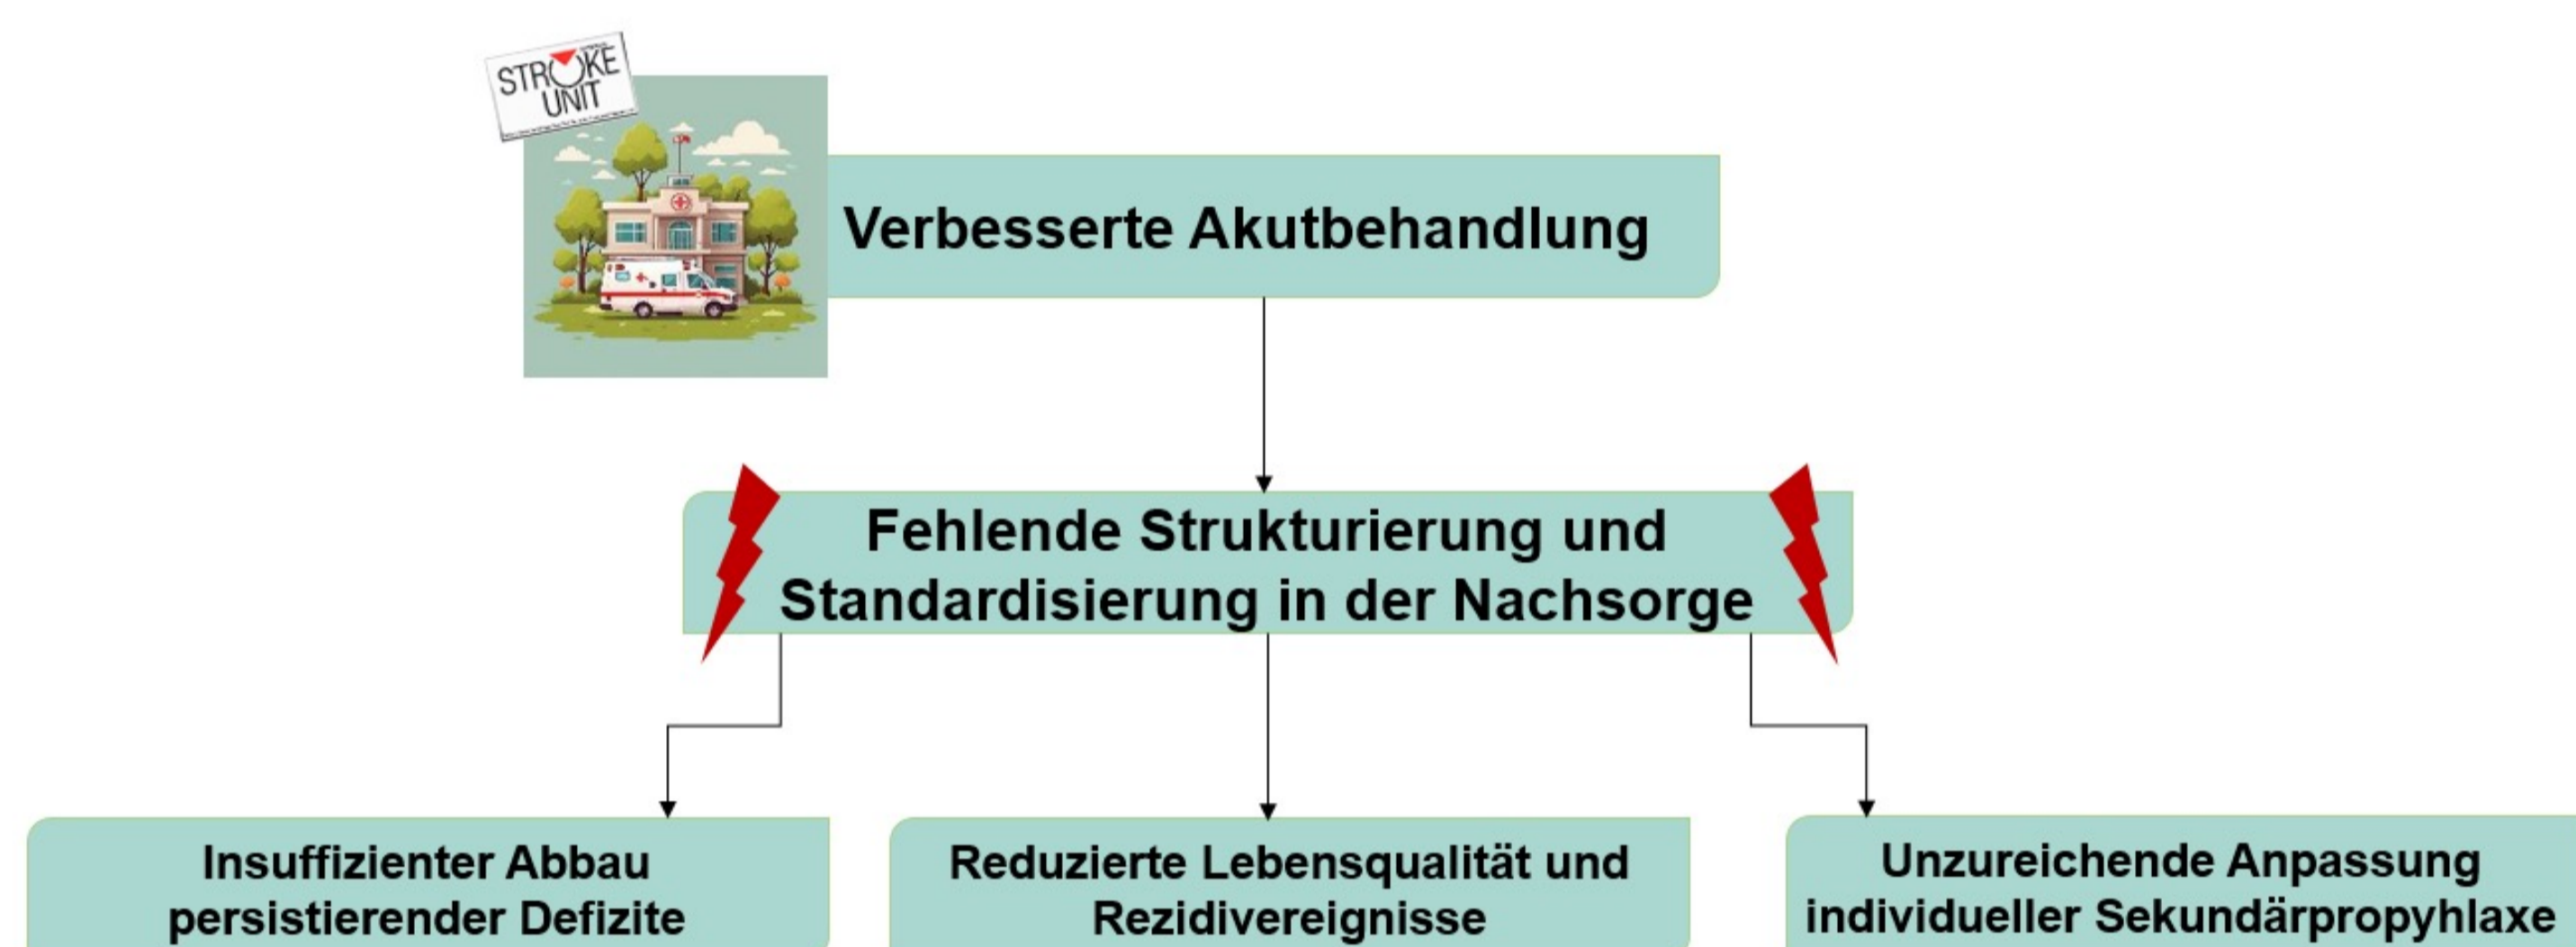 STROKE
UNIT
Verbesserte Akutbehandlung
Fehlende Strukturierung und
Standardisierung in der Nachsorge
Insuffizienter Abbau
persistierender Defizite
Reduzierte Lebensqualität und
Rezidivereignisse
Unzureichende Anpassung
individueller Sekundärpropyhlaxe